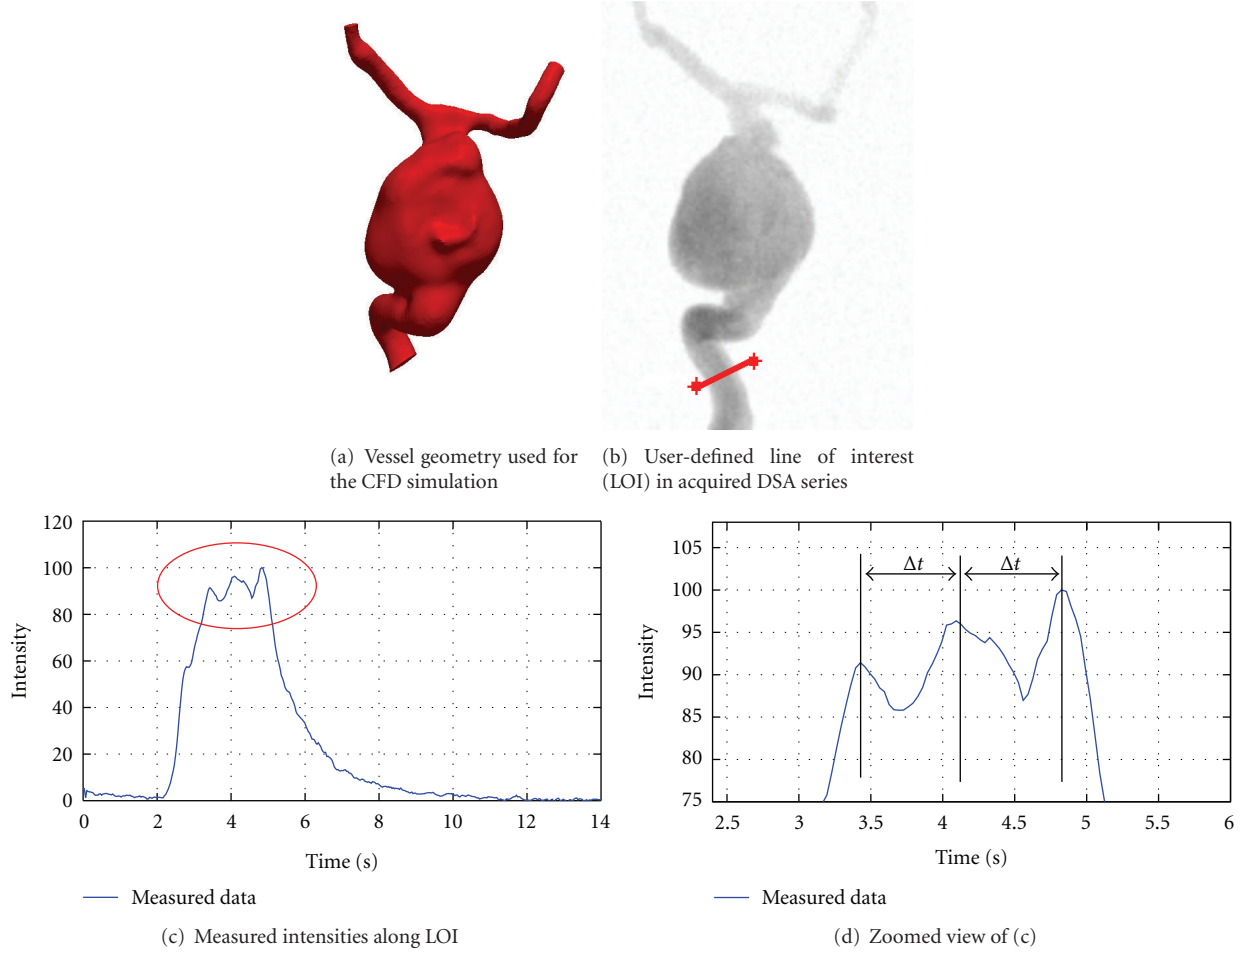 (a) Vessel geometry used for
the CFD simulation
(b) User-defined line of interest
(LOI) in acquired DSA series
120
100
80
60
40
20
0
Intensity
0 2 4 6 8 10 12 14
Time (s)
Measured data
(c) Measured intensities along LOI
105
100
95
90
85
80
75
Intensity
Δt Δt
2.5 3 3.5 4 4.5 5 5.5 6
Time (s)
Measured data
(d) Zoomed view of (c)